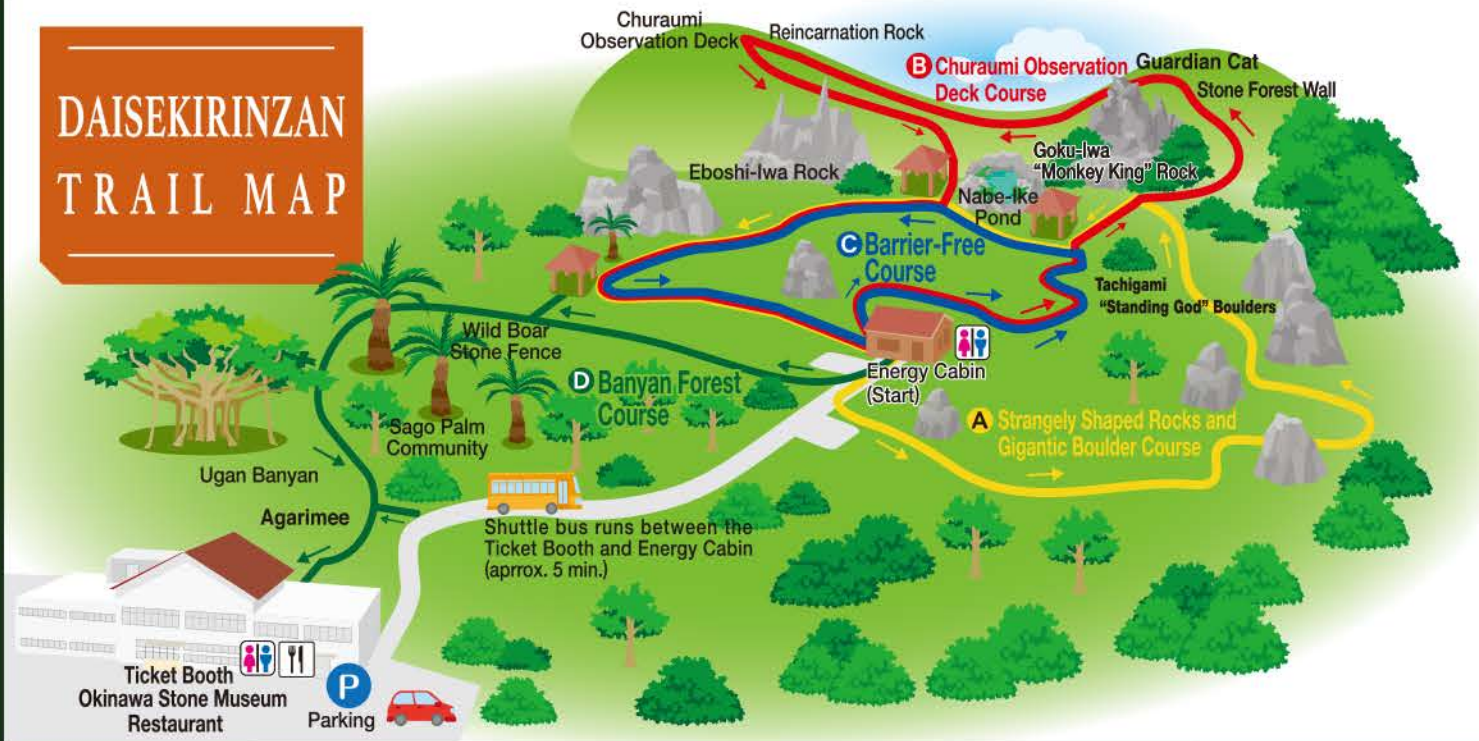 DAISEKIRINZAN
TRAIL MAP
Churaumi
Observation Deck
Reincarnation Rock
B Churaumi Observation
Deck Course
Guardian Cat
Stone Forest Wall
Eboshi-Iwa Rock
Goku-Iwa
“Monkey King” Rock
Nabe-Ike
Pond
C Barrier-Free
Course
Tachigami
“Standing God” Boulders
Wild Boar
Stone Fence
Energy Cabin
(Start)
D Banyan Forest
Course
A Strangely Shaped Rocks and
Gigantic Boulder Course
Sago Palm
Community
Ugan Banyan
Agarimee
Shuttle bus runs between the
Ticket Booth and Energy Cabin
(aprrox. 5 min.)
Ticket Booth
Okinawa Stone Museum
Restaurant
P
Parking